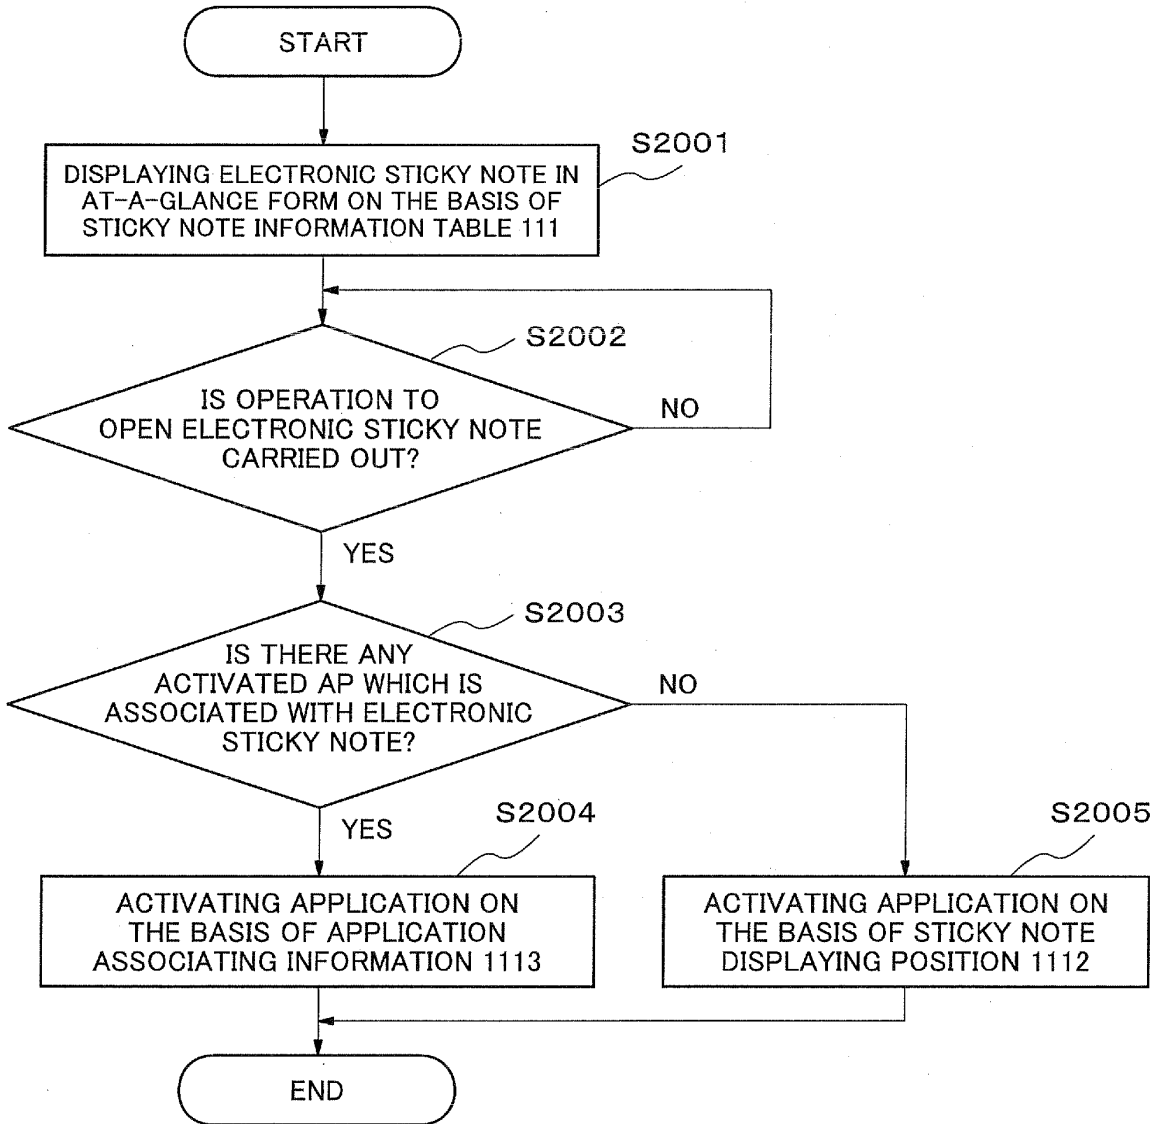 START
S2001
DISPLAYING ELECTRONIC STICKY NOTE IN
AT-A-GLANCE FORM ON THE BASIS OF
STICKY NOTE INFORMATION TABLE 111
S2002
IS OPERATION TO
OPEN ELECTRONIC STICKY NOTE
CARRIED OUT?
NO
YES
S2003
IS THERE ANY
ACTIVATED AP WHICH IS
ASSOCIATED WITH ELECTRONIC
STICKY NOTE?
NO
YES
S2004
ACTIVATING APPLICATION ON
THE BASIS OF APPLICATION
ASSOCIATING INFORMATION 1113
S2005
ACTIVATING APPLICATION ON
THE BASIS OF STICKY NOTE
DISPLAYING POSITION 1112
END